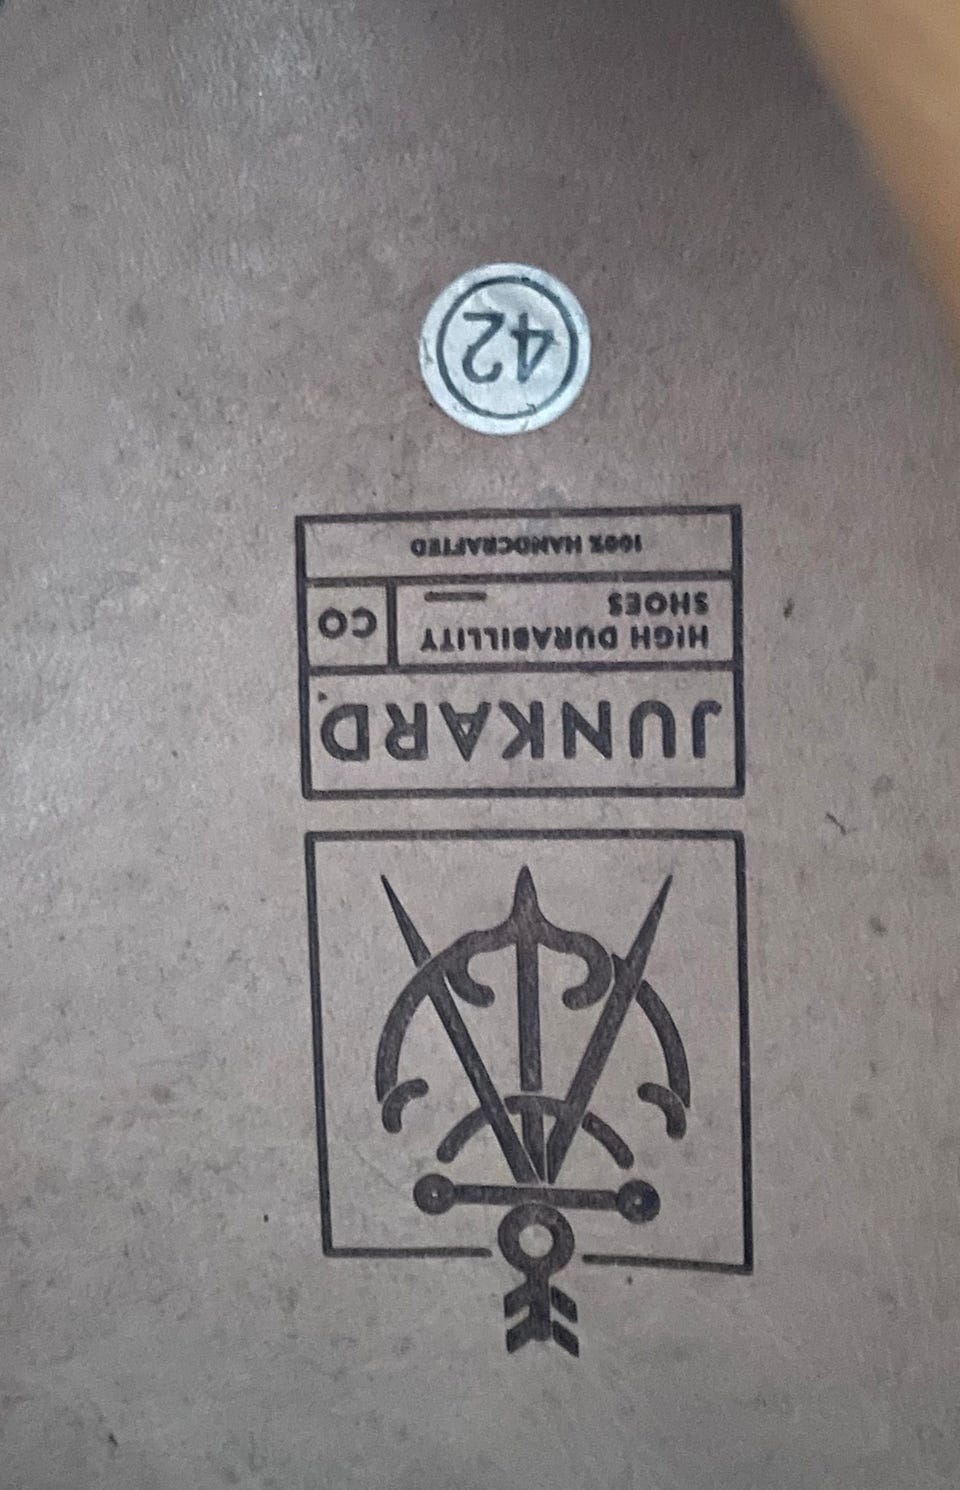 JUNKARD.
HIGH DURABILLITY
SHOES —
CO
100% HANDCRAFTED
42